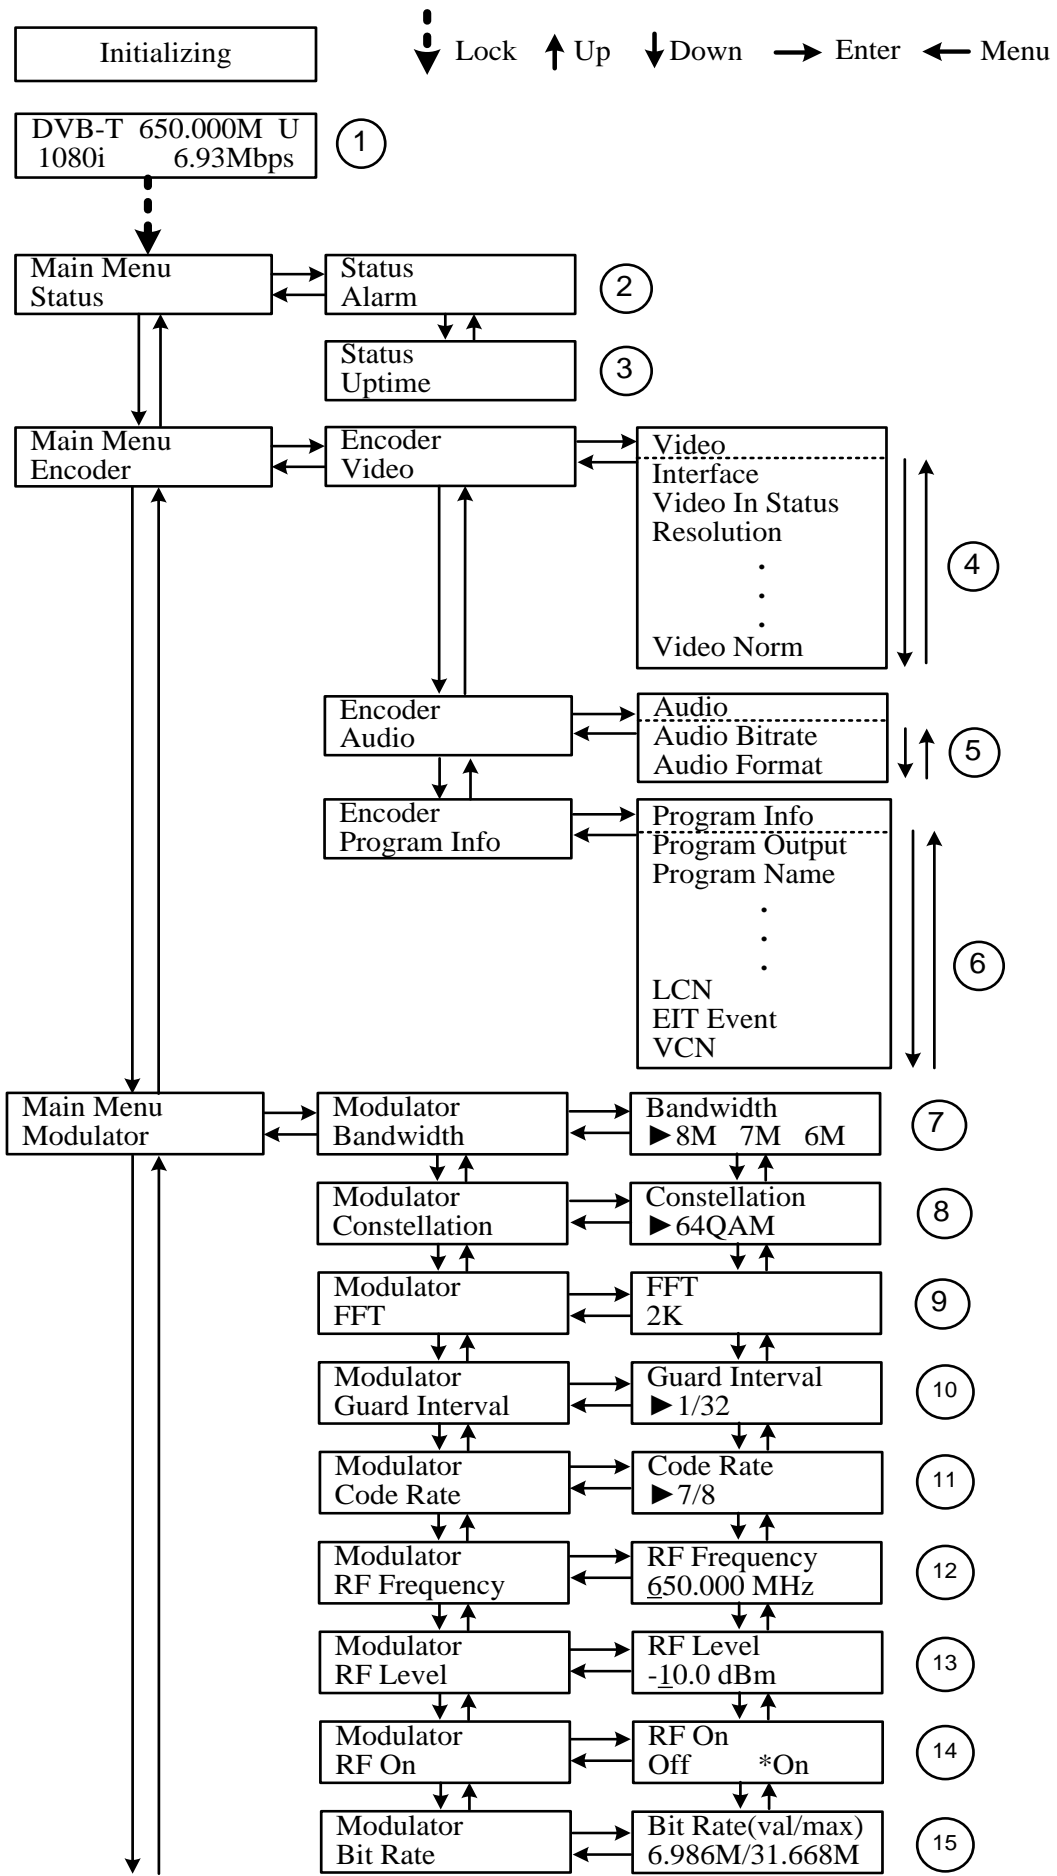 Initializing
Lock
Up
Down
Enter
Menu
DVB-T 650.000M U
1080i 6.93Mbps
1
Main Menu
Status
Status
Alarm
2
Status
Uptime
3
Main Menu
Encoder
Encoder
Video
Video
Interface
Video In Status
Resolution
.
.
.
Video Norm
4
Encoder
Audio
Audio
Audio Bitrate
Audio Format
5
Encoder
Program Info
Program Info
Program Output
Program Name
.
.
.
LCN
EIT Event
VCN
6
Main Menu
Modulator
Modulator
Bandwidth
Bandwidth
►8M 7M 6M
7
Modulator
Constellation
Constellation
►64QAM
8
Modulator
FFT
FFT
2K
9
Modulator
Guard Interval
Guard Interval
►1/32
10
Modulator
Code Rate
Code Rate
►7/8
11
Modulator
RF Frequency
RF Frequency
650.000 MHz
12
Modulator
RF Level
RF Level
-10.0 dBm
13
Modulator
RF On
RF On
Off *On
14
Modulator
Bit Rate
Bit Rate(val/max)
6.986M/31.668M
15